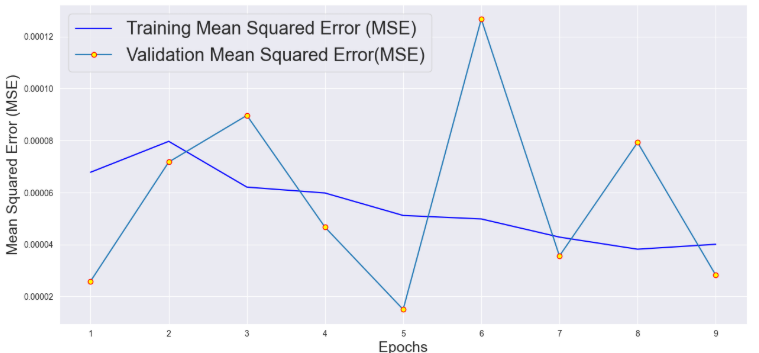 Training Mean Squared Error (MSE)
Validation Mean Squared Error(MSE)
Mean Squared Error (MSE)
0.00012
0.00010
0.00008
0.00006
0.00004
0.00002
1 2 3 4 5 6 7 8 9
Epochs